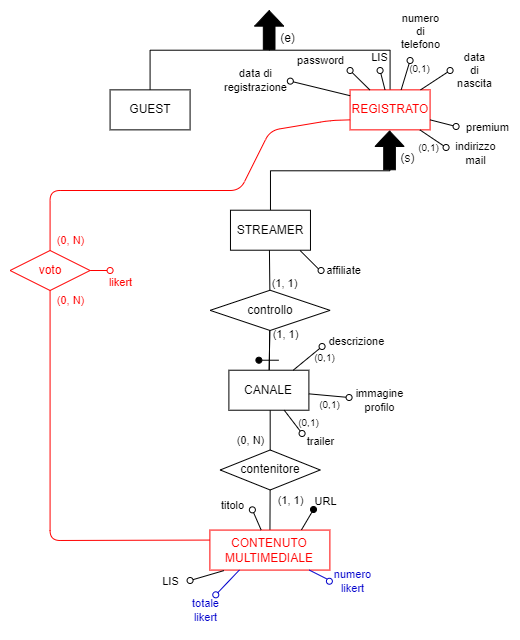 (e)
numero
di
telefono
password
LIS
(0,1)
data
di
nascita
data di
registrazione
GUEST
REGISTRATO
premium
(0,1)
indirizzo
mail
(s)
STREAMER
(0, N)
voto
likert
(0, N)
affiliate
(1, 1)
controllo
(1, 1)
descrizione
(0,1)
CANALE
immagine
profilo
(0,1)
(0,1)
trailer
(0, N)
contenitore
(1, 1)
titolo
URL
CONTENUTO
MULTIMEDIALE
LIS
numero
likert
totale
likert